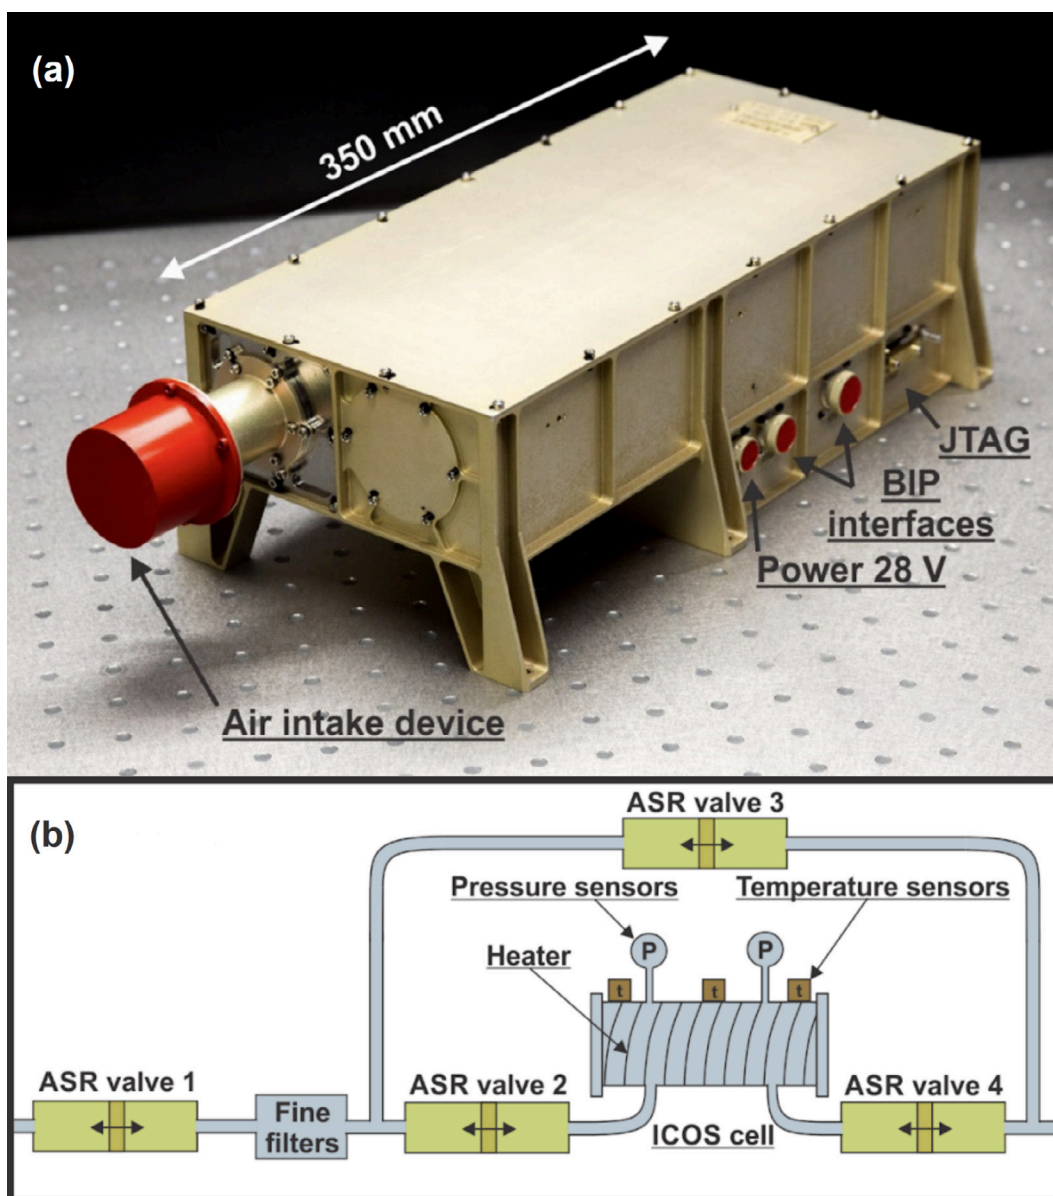 (a)
350 mm
JTAG
BIP
interfaces
Power 28 V
Air intake device
(b)
ASR valve 3
Pressure sensors
Temperature sensors
P
P
Heater
t
t
t
ASR valve 1
Fine
filters
ASR valve 2
ICOS cell
ASR valve 4